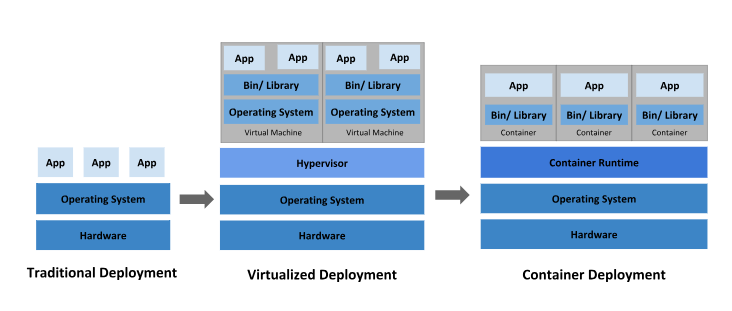 App App App
Operating System
Hardware
Traditional Deployment
App App App App
Bin/ Library Bin/ Library
Operating System Operating System
Virtual Machine Virtual Machine
Hypervisor
Operating System
Hardware
Virtualized Deployment
App App App
Bin/ Library Bin/ Library Bin/ Library
Container Container Container
Container Runtime
Operating System
Hardware
Container Deployment